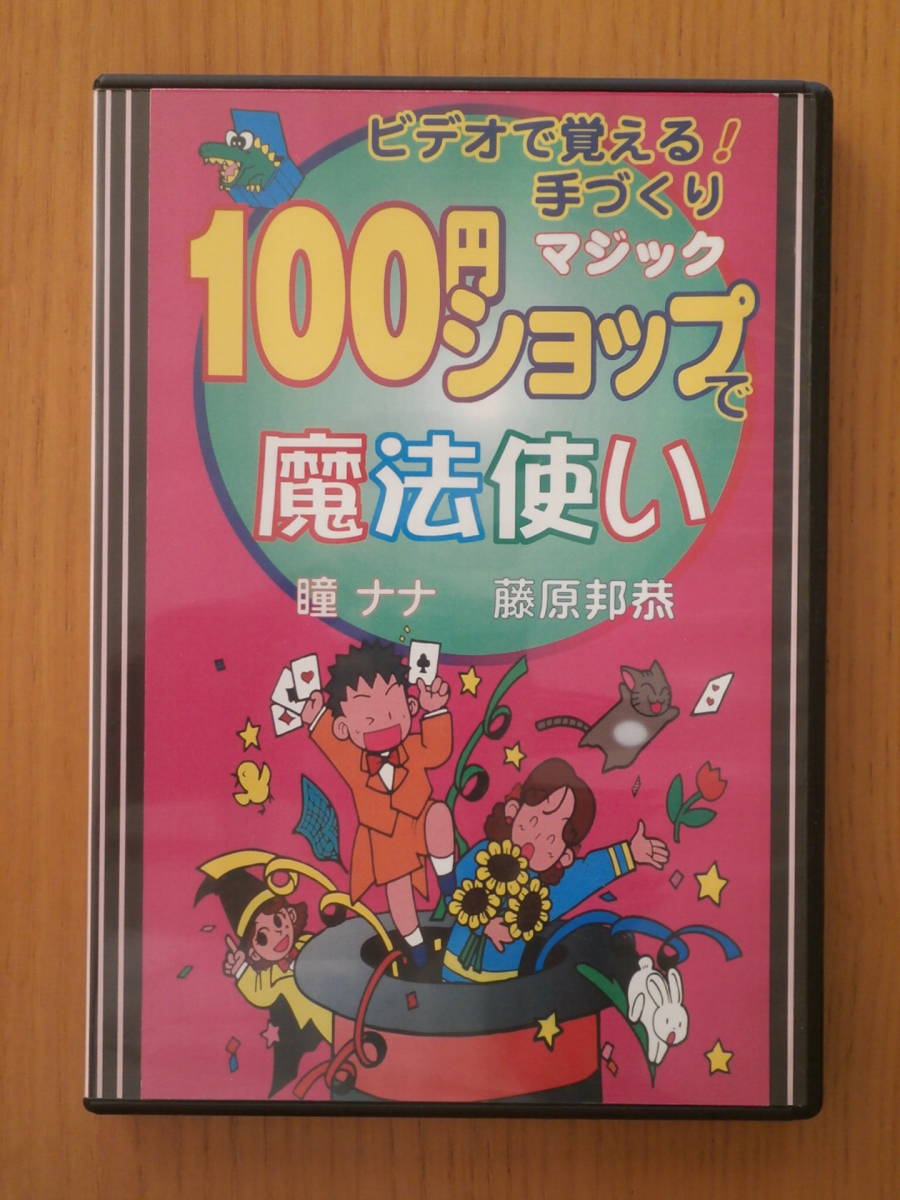 ビデオで覚える!
手づくり
マジック
100円ショップで
魔法使い
瞳 ナナ 藤原邦恭